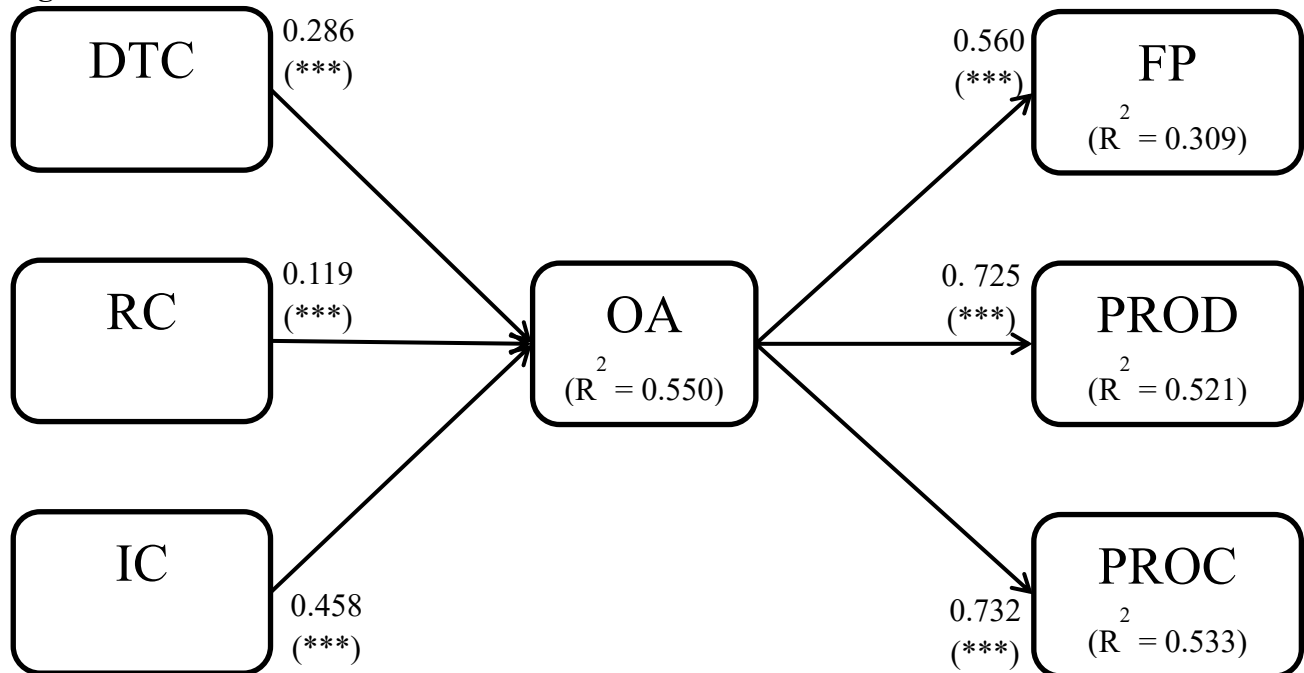 DTC
0.286
(***)
RC
0.119
(***)
IC
0.458
(***)
OA
(R² = 0.550)
0.560
(***)
FP
(R² = 0.309)
0. 725
(***)
PROD
(R² = 0.521)
0.732
(***)
PROC
(R² = 0.533)